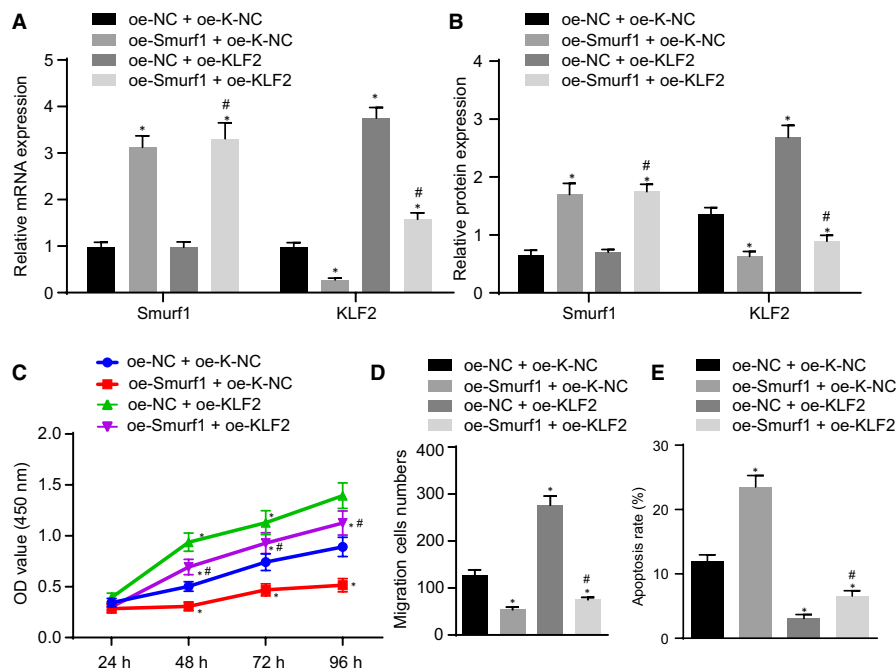 A
oe-NC + oe-K-NC
oe-Smurf1 + oe-K-NC
oe-NC + oe-KLF2
oe-Smurf1 + oe-KLF2
Relative mRNA expression
5
4
3
2
1
0
*
#
*
*
*
#
*
Smurf1
KLF2
B
oe-NC + oe-K-NC
oe-Smurf1 + oe-K-NC
oe-NC + oe-KLF2
oe-Smurf1 + oe-KLF2
Relative protein expression
4
3
2
1
0
*
#
*
*
*
#
*
Smurf1
KLF2
C
oe-NC + oe-K-NC
oe-Smurf1 + oe-K-NC
oe-NC + oe-KLF2
oe-Smurf1 + oe-KLF2
OD value (450 nm)
2.0
1.5
1.0
0.5
0.0
*
* #
*
*
* #
*
* #
*
24 h
48 h
72 h
96 h
D
oe-NC + oe-K-NC
oe-Smurf1 + oe-K-NC
oe-NC + oe-KLF2
oe-Smurf1 + oe-KLF2
Migration cells numbers
400
300
200
100
0
*
*
#
*
E
oe-NC + oe-K-NC
oe-Smurf1 + oe-K-NC
oe-NC + oe-KLF2
oe-Smurf1 + oe-KLF2
Apoptosis rate (%)
30
20
10
0
*
*
#
*